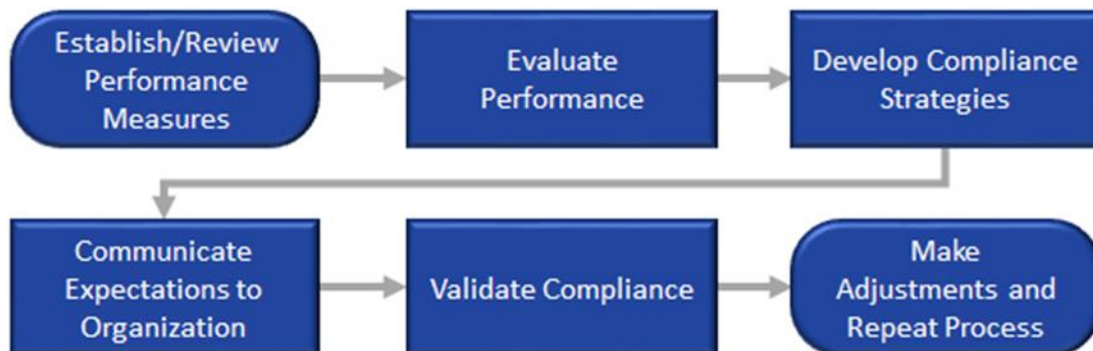 Establish/Review
Performance
Measures
Evaluate
Performance
Develop Compliance
Strategies
Communicate
Expectations to
Organization
Validate Compliance
Make
Adjustments and
Repeat Process